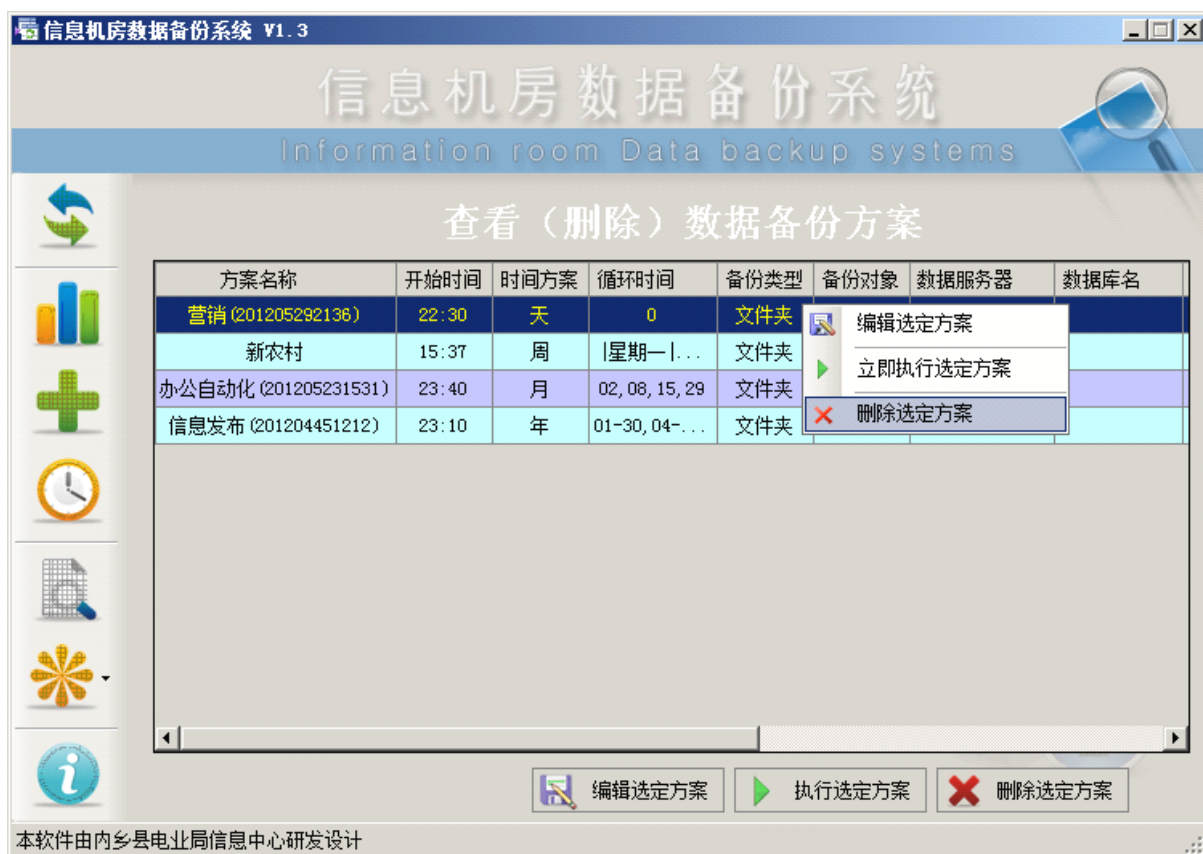 信息机房数据备份系统 V1.3
信息机房数据备份系统
Information room Data backup systems
查看（删除）数据备份方案
方案名称 开始时间 时间方案 循环时间 备份类型 备份对象 数据服务器 数据库名
营销(201205292136) 22:30 天 0 文件夹
新农村 15:37 周 |星期一|... 文件夹
办公自动化(201205231531) 23:40 月 02,08,15,29 文件夹
信息发布(201204451212) 23:10 年 01-30,04-... 文件夹
编辑选定方案
立即执行选定方案
删除选定方案
编辑选定方案 执行选定方案 删除选定方案
本软件由内乡县电业局信息中心研发设计